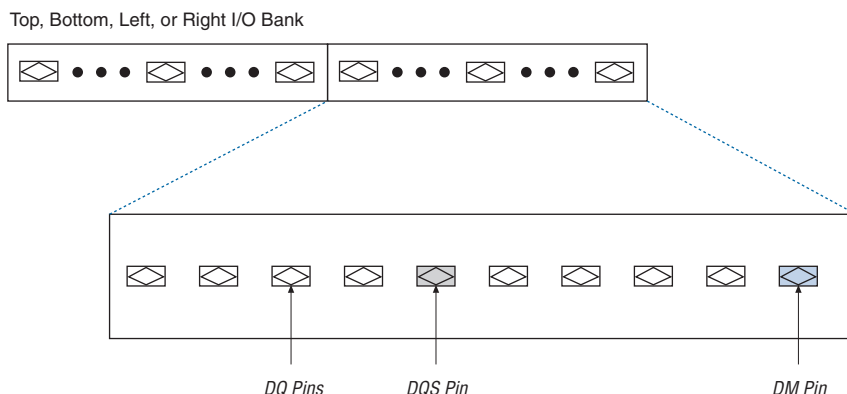 Top, Bottom, Left, or Right I/O Bank
DQ Pins
DQS Pin
DM Pin